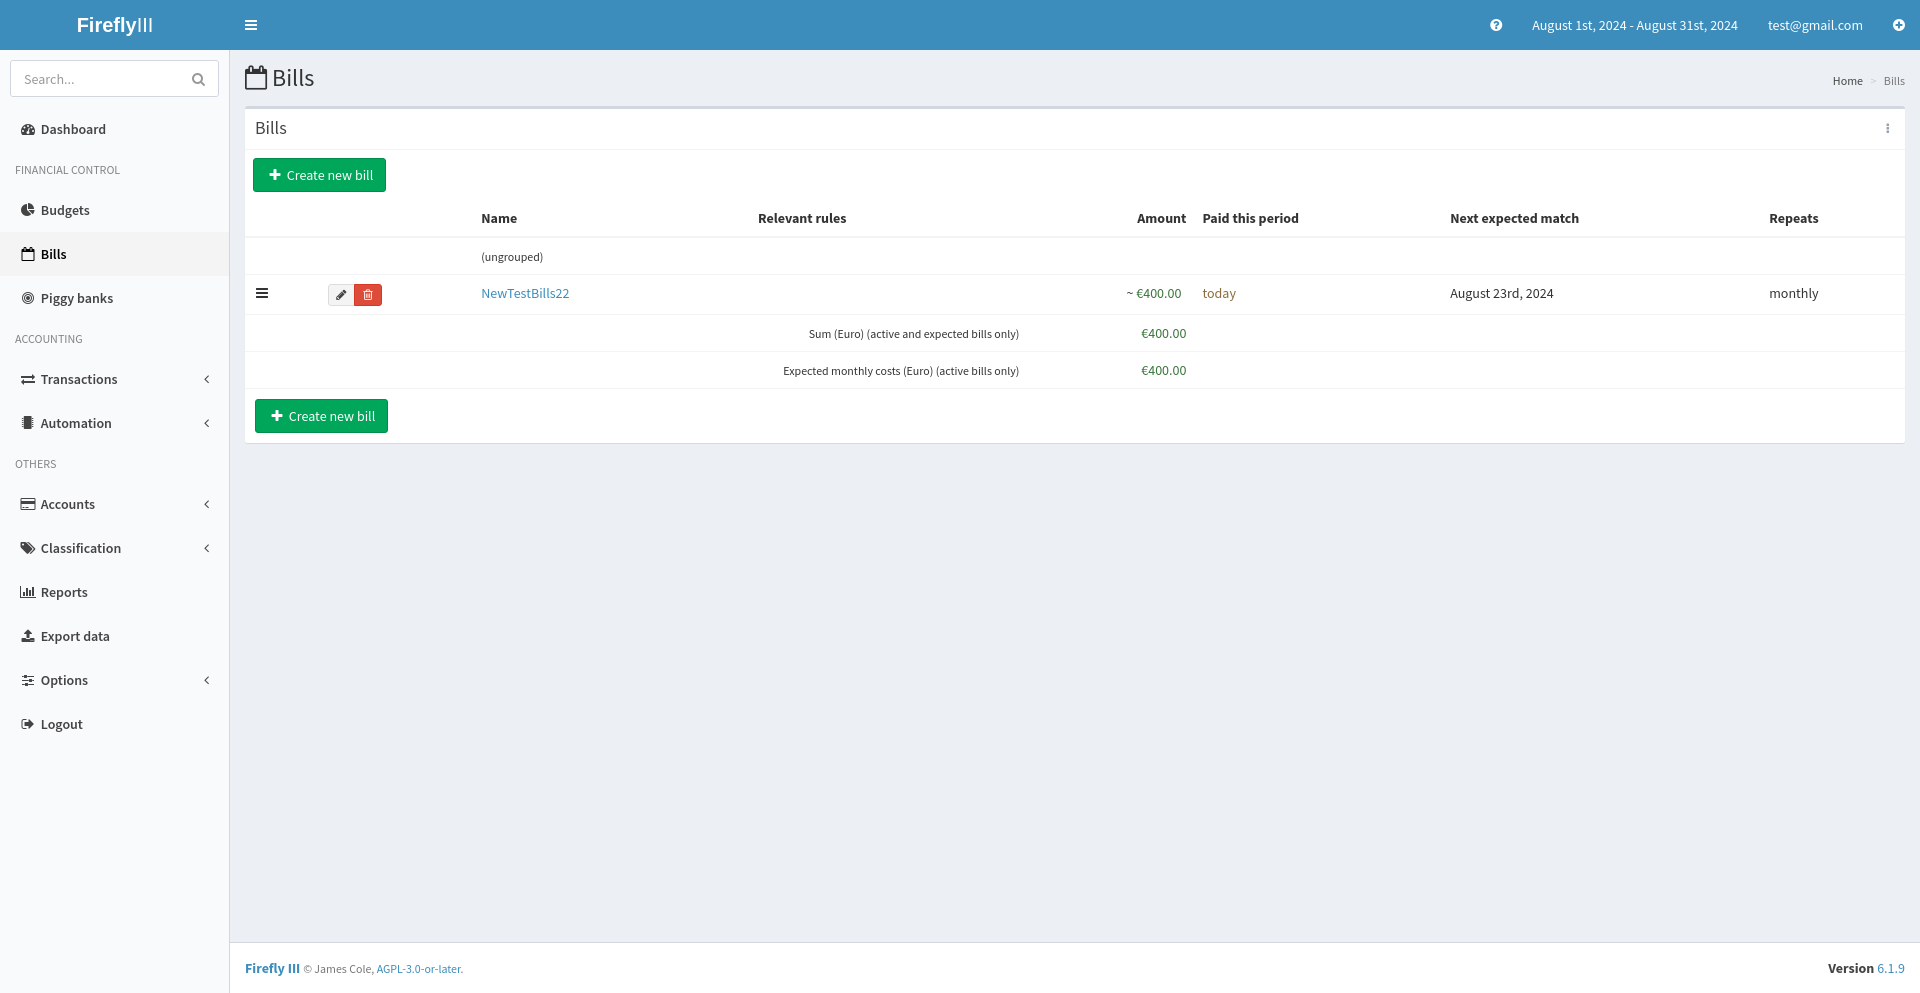 FireflyIII
August 1st, 2024 - August 31st, 2024
test@gmail.com
Search...
Dashboard
FINANCIAL CONTROL
Budgets
Bills
Piggy banks
ACCOUNTING
Transactions
Automation
OTHERS
Accounts
Classification
Reports
Export data
Options
Logout
Bills
Home > Bills
Bills
Create new bill
Name Relevant rules Amount Paid this period Next expected match Repeats
(ungrouped)
NewTestBills22 ~ €400.00 today August 23rd, 2024 monthly
Sum (Euro) (active and expected bills only) €400.00
Expected monthly costs (Euro) (active bills only) €400.00
Create new bill
Firefly III © James Cole, AGPL-3.0-or-later.
Version 6.1.9